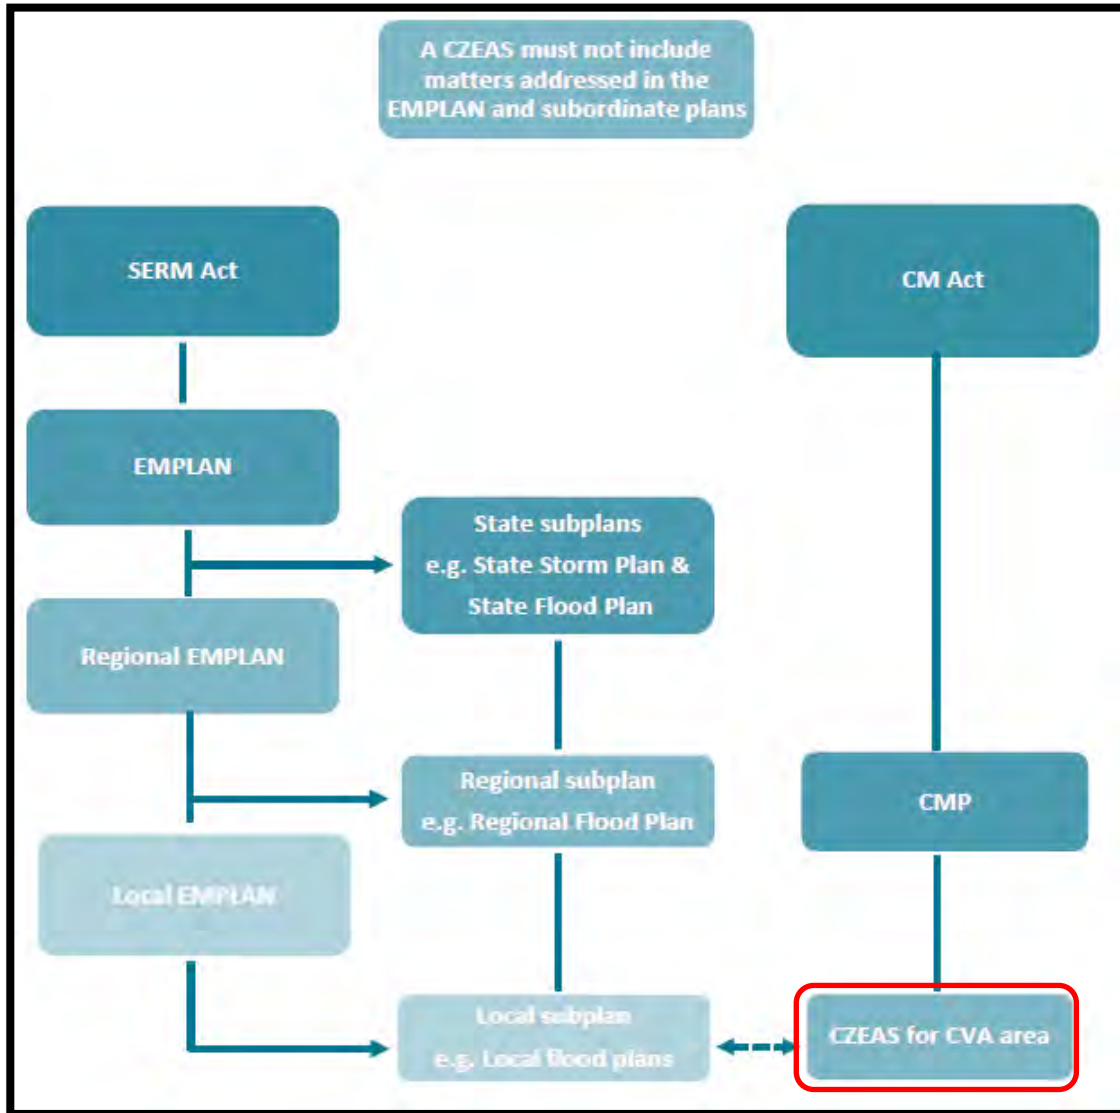 A CZEAS must not include
matters addressed in the
EMPLAN and subordinate plans
SERM Act
CM Act
EMPLAN
State subplans
e.g. State Storm Plan &
State Flood Plan
Regional EMPLAN
Regional subplan
e.g. Regional Flood Plan
CMP
Local EMPLAN
Local subplan
e.g. Local flood plans
CZEAS for CVA area